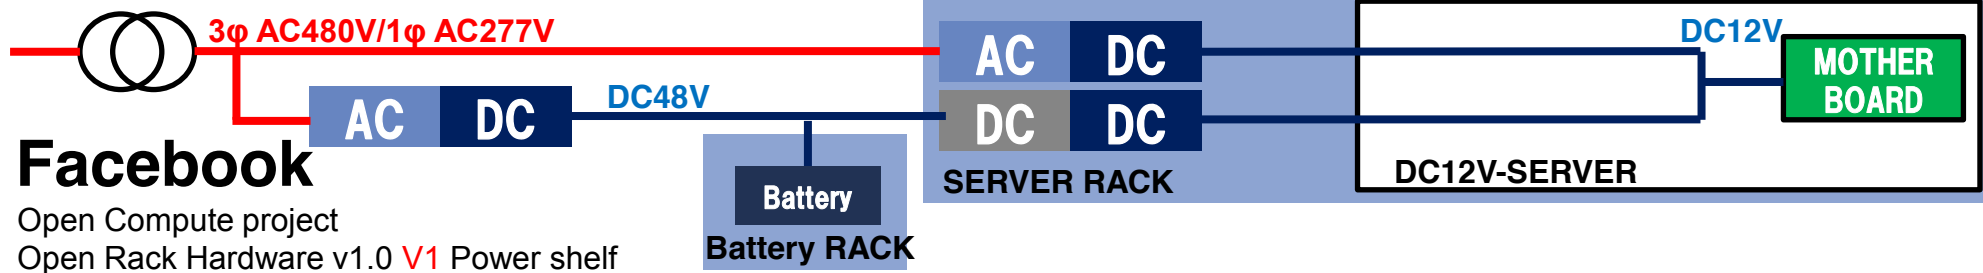 3φ AC480V/1φ AC277V
DC12V
AC DC
MOTHER
BOARD
DC48V
AC DC
DC DC
Facebook
SERVER RACK
DC12V-SERVER
Battery
Open Compute project
Battery RACK
Open Rack Hardware v1.0 V1 Power shelf